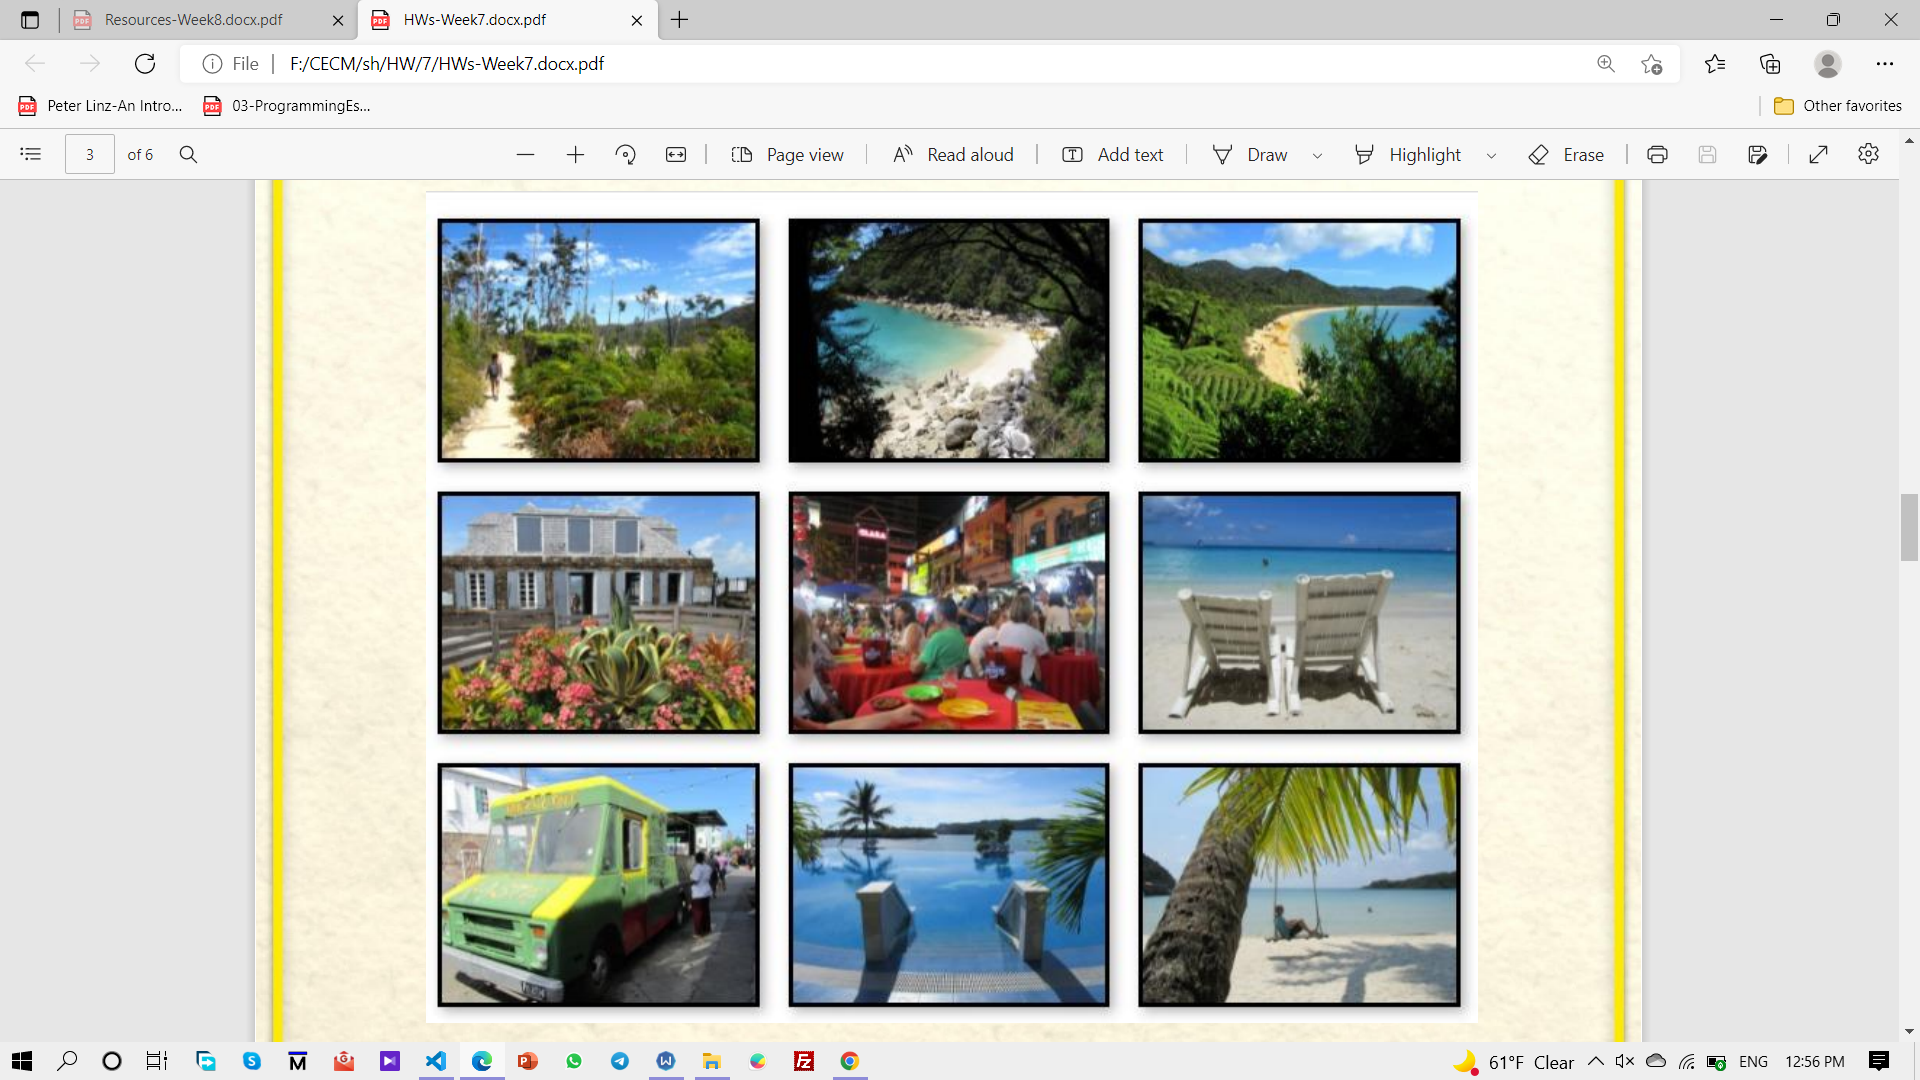 Resources-Week8.docx.pdf
HWs-Week7.docx.pdf
File
F:/CECM/sh/HW/7/HWs-Week7.docx.pdf
Peter Linz-An Intro...
03-ProgrammingEs...
Other favorites
3
of 6
Page view
Read aloud
Add text
Draw
Highlight
Erase
61°F Clear
ENG
12:56 PM